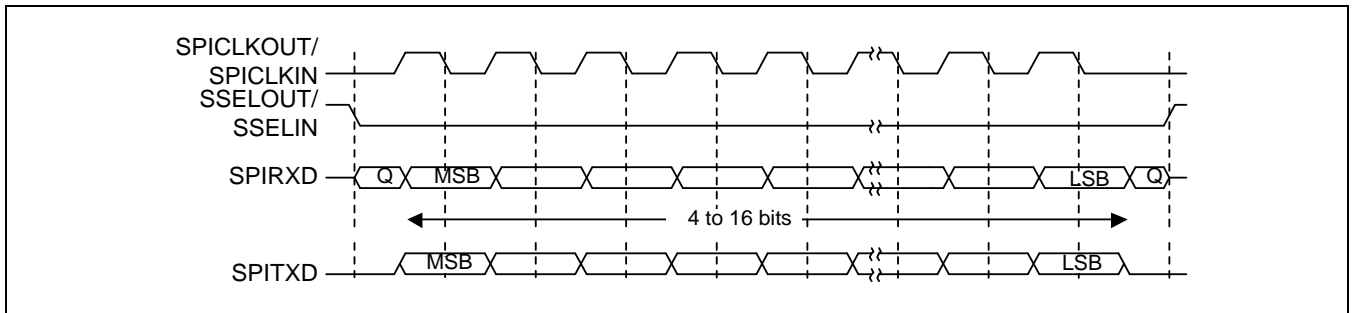 SPICLKOUT/
SPICLKIN
SSELOUT/
SSELIN
SPIRXD
Q
MSB
LSB
Q
4 to 16 bits
SPITXD
MSB
LSB